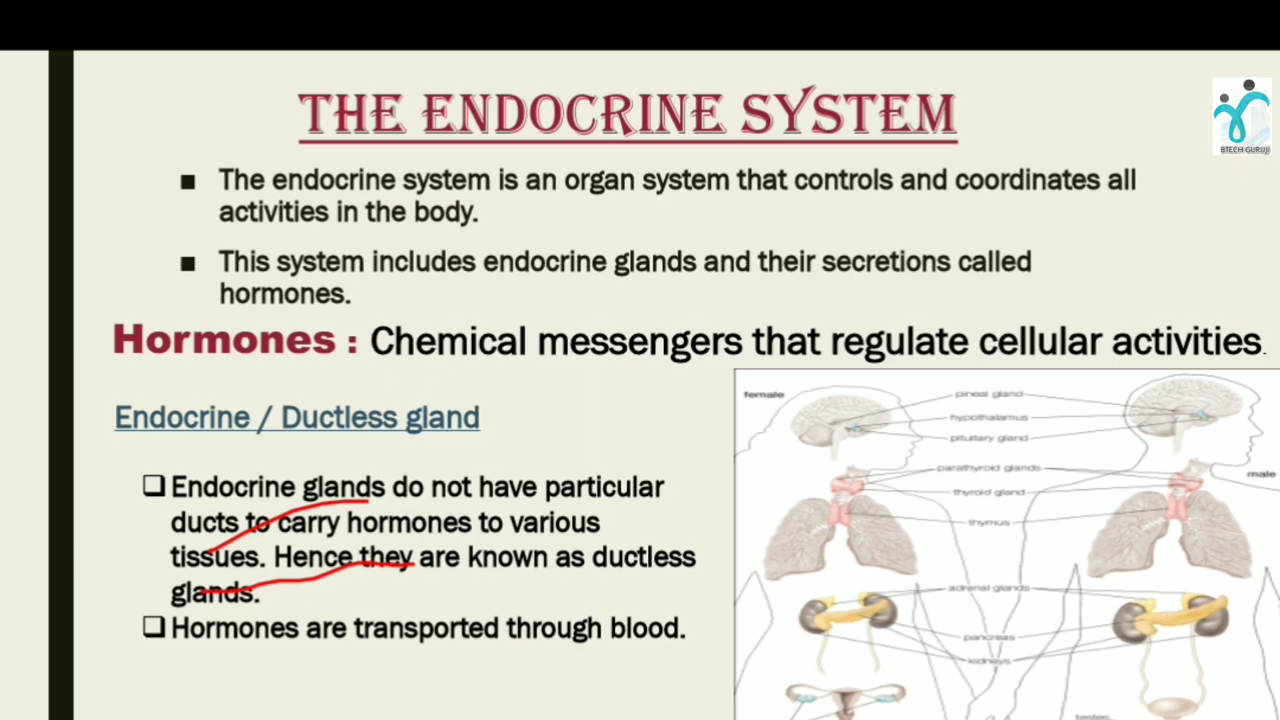 THE ENDOCRINE SYSTEM
BTECH GURUJI
■ The endocrine system is an organ system that controls and coordinates all
activities in the body.
■ This system includes endocrine glands and their secretions called
hormones.
Hormones : Chemical messengers that regulate cellular activities.
Endocrine / Ductless gland
❑ Endocrine glands do not have particular
ducts to carry hormones to various
tissues. Hence they are known as ductless
glands.
❑ Hormones are transported through blood.
female
pineal gland
hypothalamus
pituitary gland
parathyroid glands
male
thyroid gland
thymus
adrenal glands
pancreas
kidneys
testes